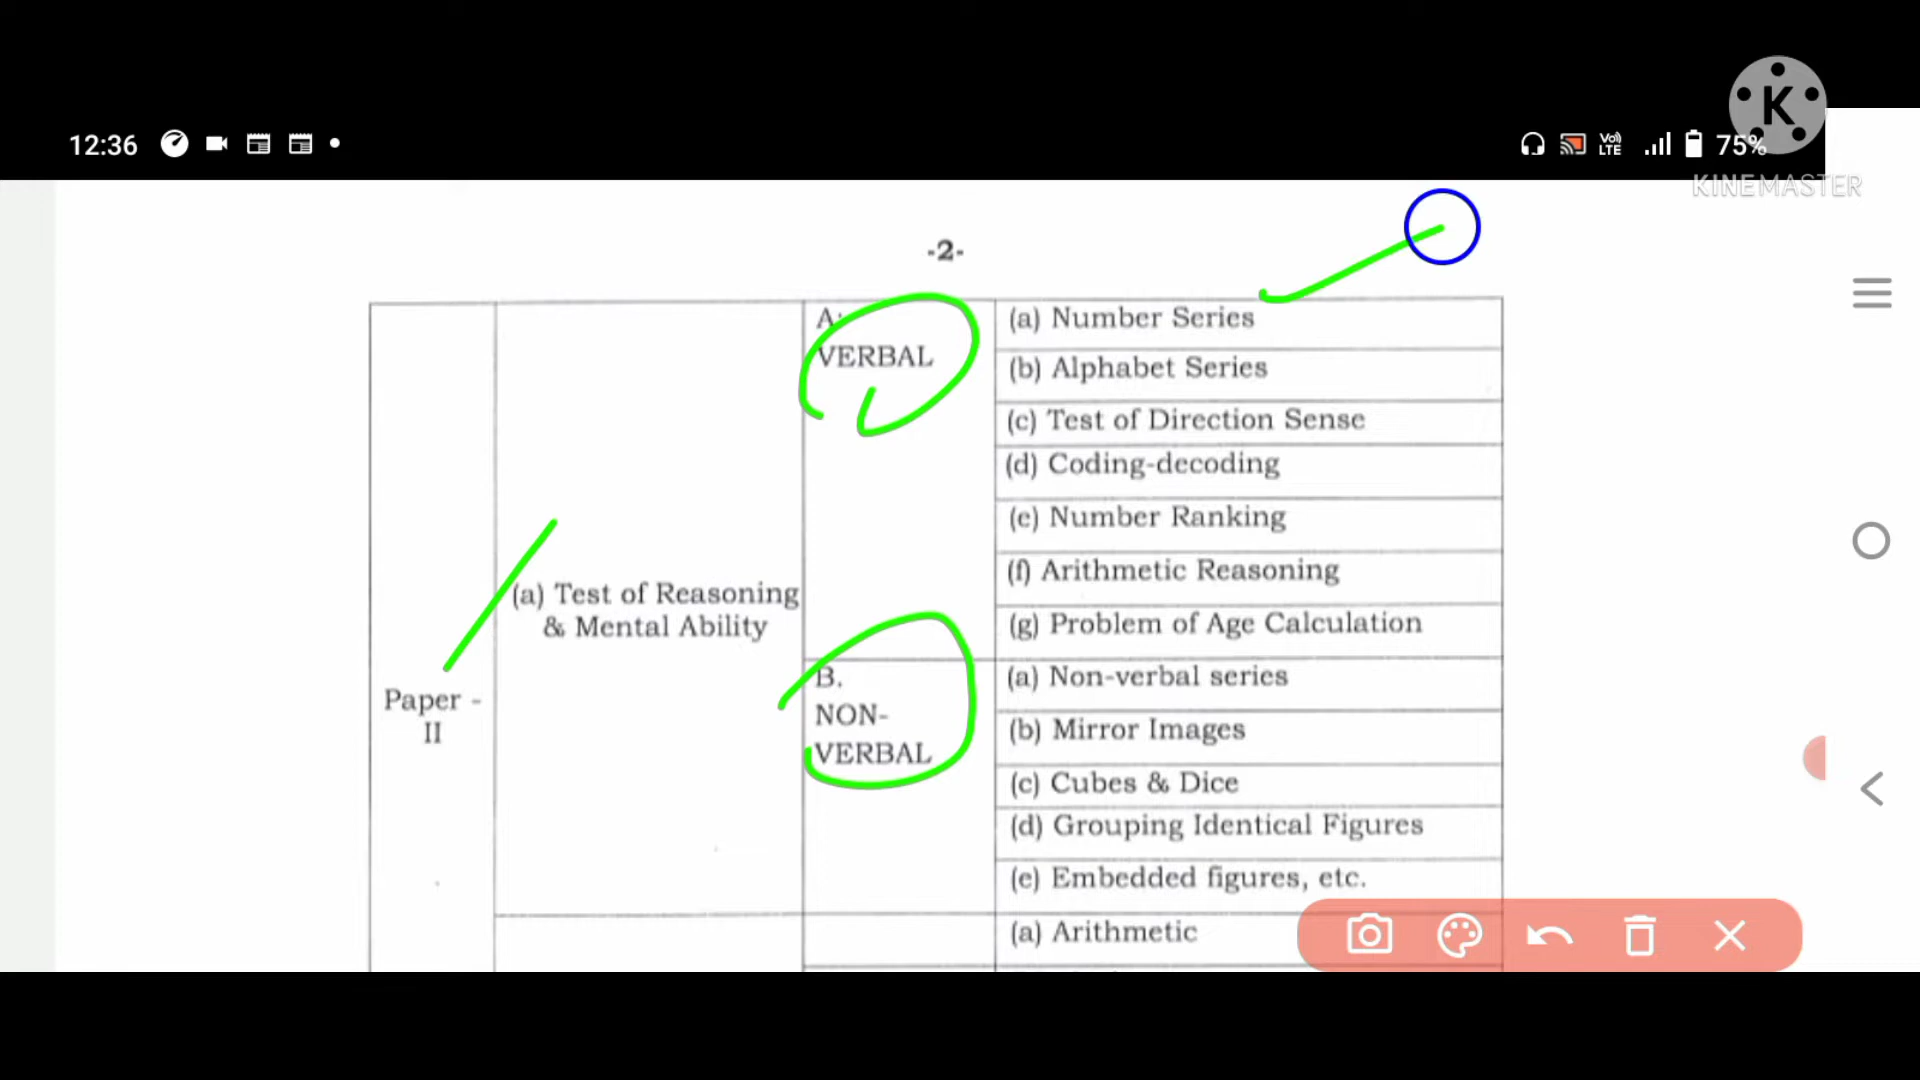 12:36
Vo)
LTE
75%
K
KINEMASTER
-2-
A:
VERBAL
(a) Number Series
(b) Alphabet Series
(c) Test of Direction Sense
(d) Coding-decoding
(e) Number Ranking
(f) Arithmetic Reasoning
(g) Problem of Age Calculation
(a) Test of Reasoning
& Mental Ability
Paper -
II
B.
NON-
VERBAL
(a) Non-verbal series
(b) Mirror Images
(c) Cubes & Dice
(d) Grouping Identical Figures
(e) Embedded figures, etc.
(a) Arithmetic